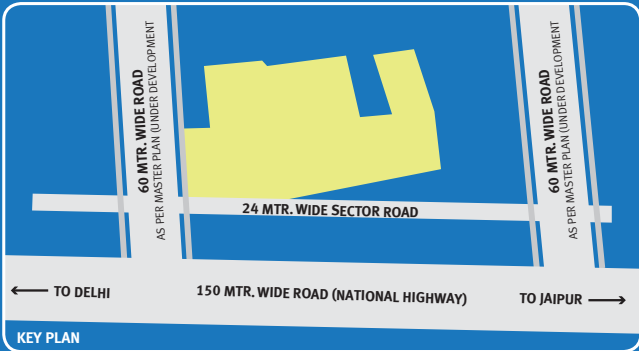 60 MTR. WIDE ROAD
AS PER MASTER PLAN (UNDER DEVELOPMENT
60 MTR. WIDE ROAD
AS PER MASTER PLAN (UNDER DEVELOPMENT
24 MTR. WIDE SECTOR ROAD
TO DELHI
150 MTR. WIDE ROAD (NATIONAL HIGHWAY)
TO JAIPUR
KEY PLAN